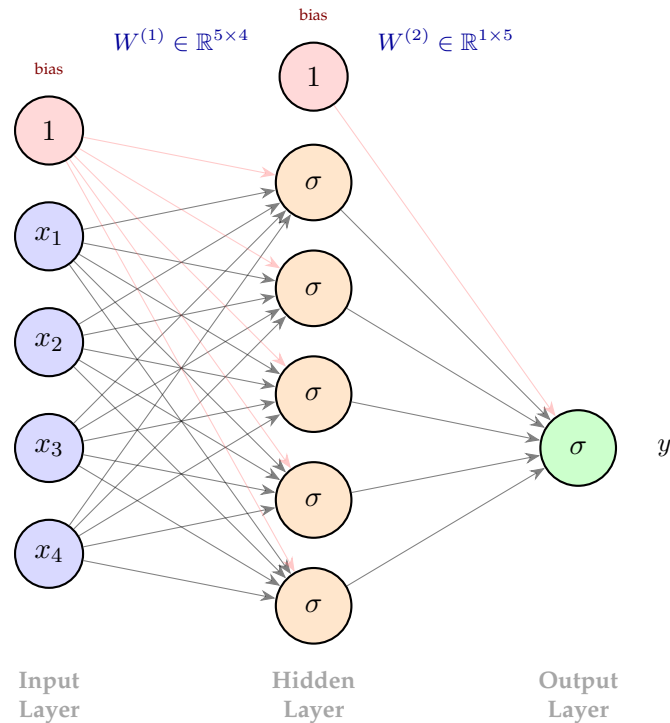 bias
W^{(1)} ∈ ℝ^{5×4}
W^{(2)} ∈ ℝ^{1×5}
bias
1
1
σ
x_1
σ
x_2
σ
x_3
σ
y
σ
x_4
σ
Input
Layer
Hidden
Layer
Output
Layer